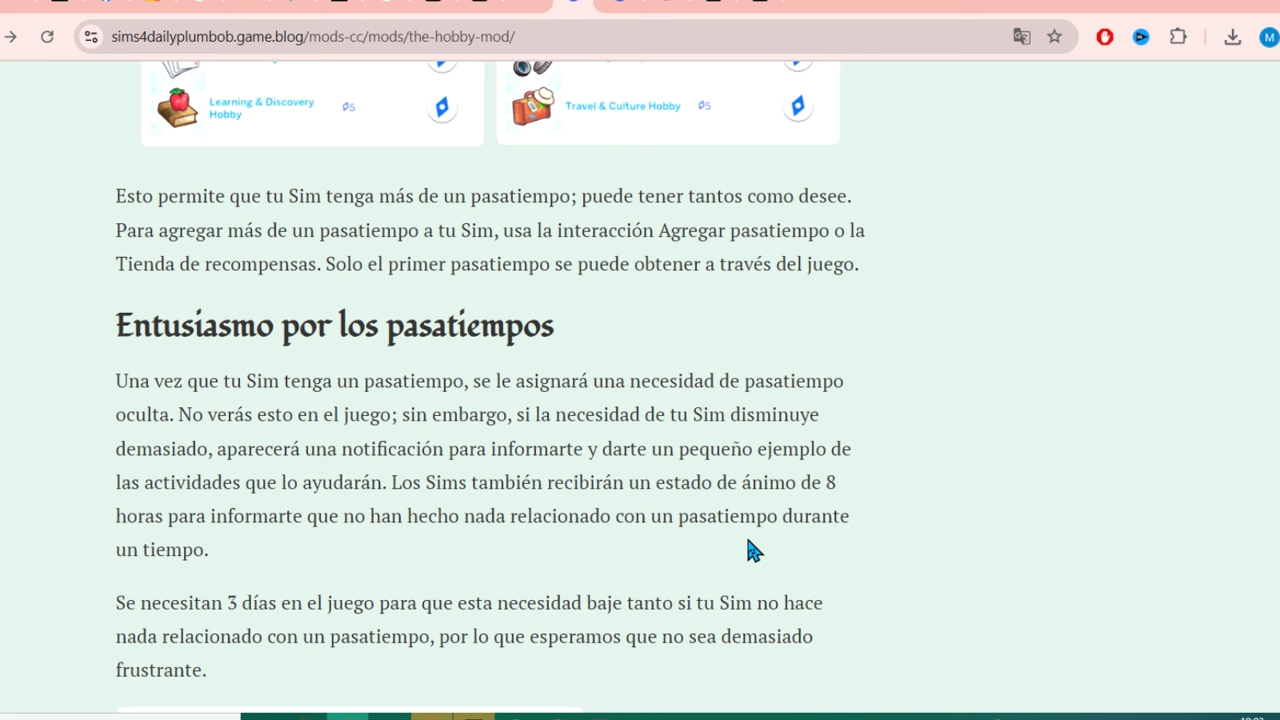 sims4dailyplumbob.game.blog/mods-cc/mods/the-hobby-mod/
M
Learning & Discovery
Hobby
5
Travel & Culture Hobby
5
Esto permite que tu Sim tenga más de un pasatiempo; puede tener tantos como desee.
Para agregar más de un pasatiempo a tu Sim, usa la interacción Agregar pasatiempo o la
Tienda de recompensas. Solo el primer pasatiempo se puede obtener a través del juego.
Entusiasmo por los pasatiempos
Una vez que tu Sim tenga un pasatiempo, se le asignará una necesidad de pasatiempo
oculta. No verás esto en el juego; sin embargo, si la necesidad de tu Sim disminuye
demasiado, aparecerá una notificación para informarte y darte un pequeño ejemplo de
las actividades que lo ayudarán. Los Sims también recibirán un estado de ánimo de 8
horas para informarte que no han hecho nada relacionado con un pasatiempo durante
un tiempo.
Se necesitan 3 días en el juego para que esta necesidad baje tanto si tu Sim no hace
nada relacionado con un pasatiempo, por lo que esperamos que no sea demasiado
frustrante.